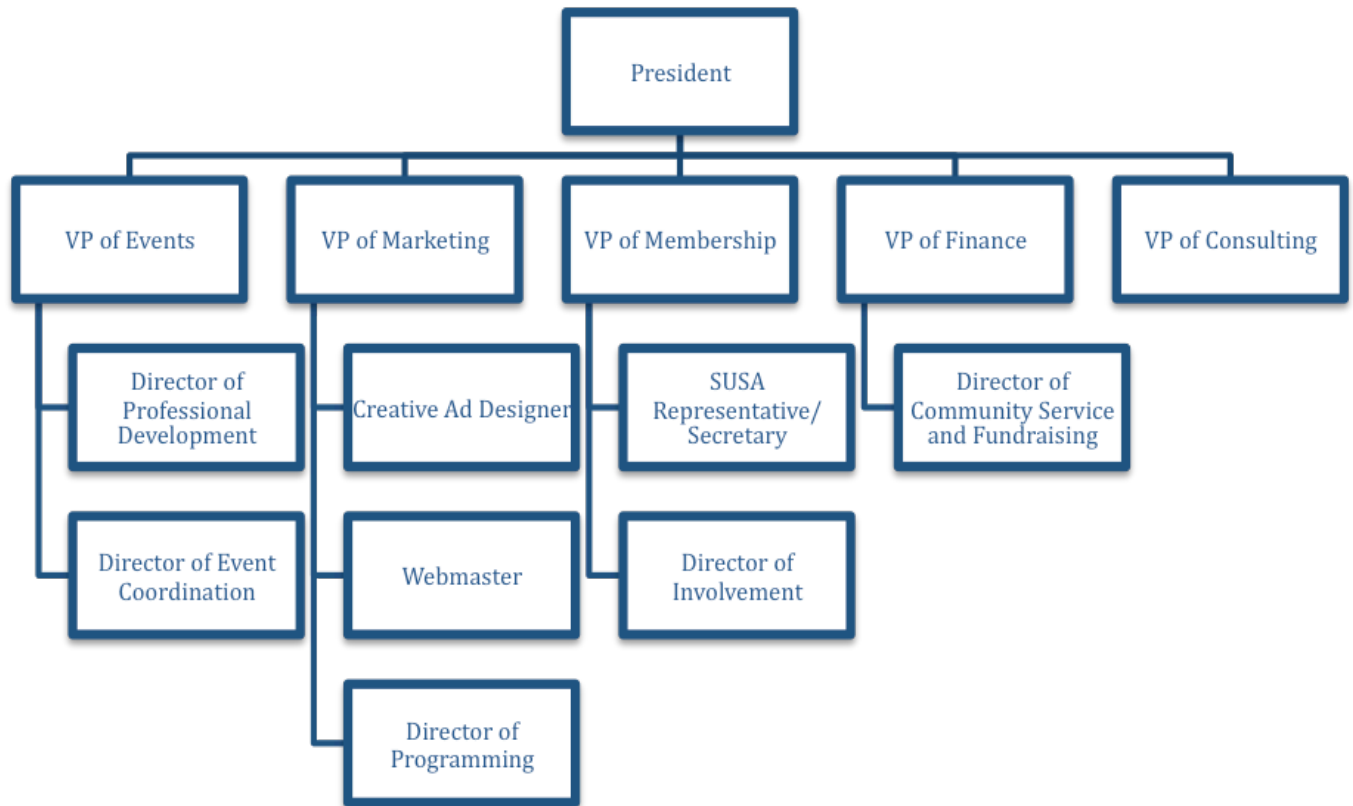 President
VP of Events
VP of Marketing
VP of Membership
VP of Finance
VP of Consulting
Director of
Professional
Development
Creative Ad Designer
SUSA
Representative/
Secretary
Director of
Community Service
and Fundraising
Director of Event
Coordination
Webmaster
Director of
Involvement
Director of
Programming